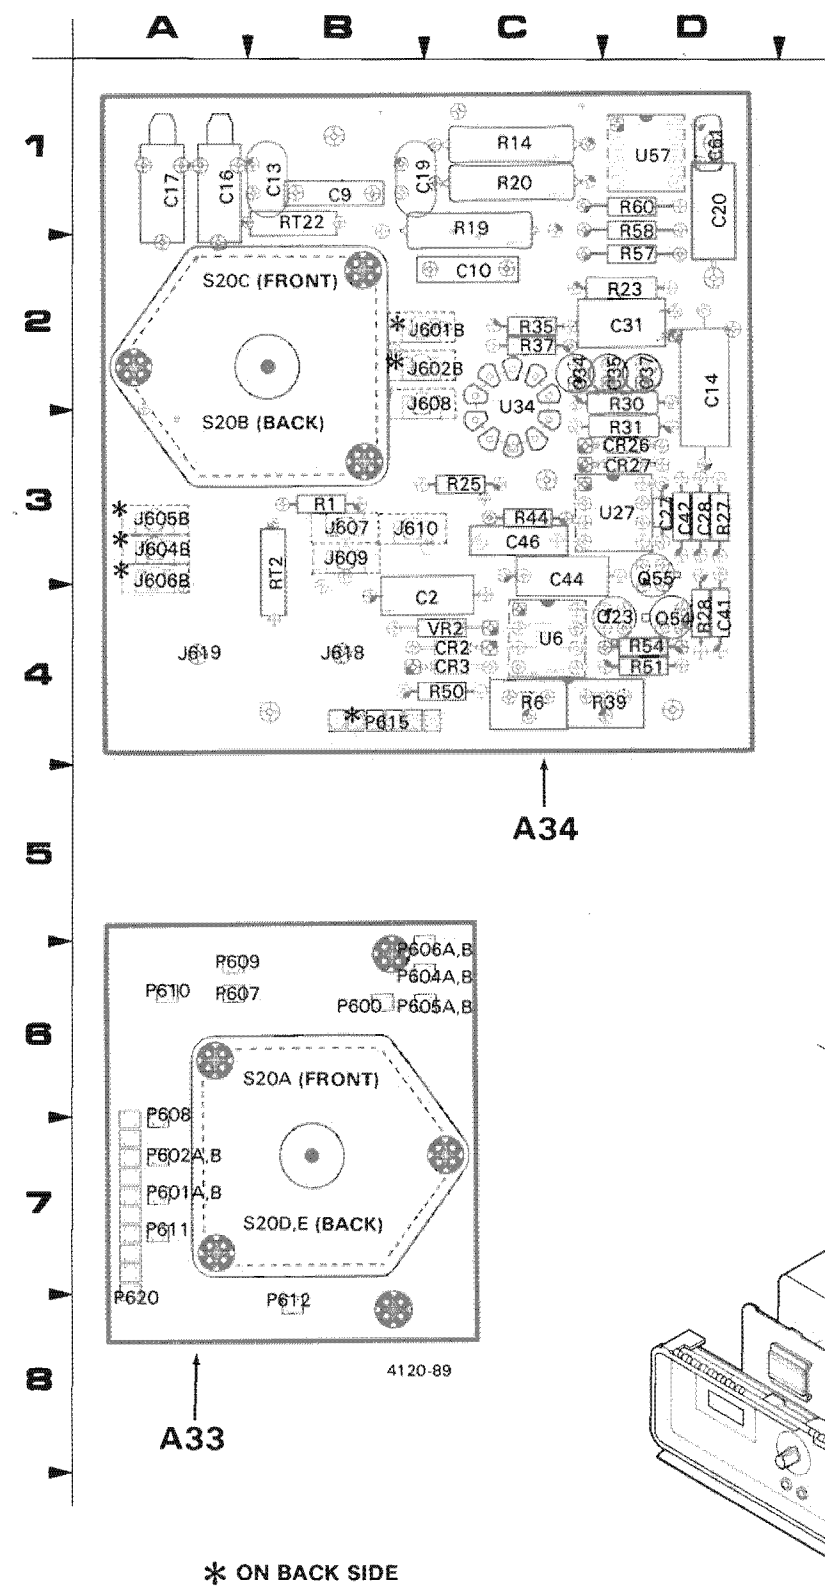 A B C D
1
C17 C16 C13 C9 C19 R14 U57 C61
R20 C20
RT22 R19 R60
R58
R57
C10
S20C (FRONT)
2
R23
J601B R35 C31
R37
J602B
J608 U34 Q34 Q35 Q37 C14
S20B (BACK)
R30
R31
CR26
CR27
3
R25
R1 U27 C27 C42 C28 R27
J605B J607 J610 R44
J604B J609 C46
J606B RT2 C44 Q55
C2 R28 C41
VR2 U6 Q23 Q54
4
J619 J618 CR2 R54
CR3 R51
R50 R6 R39
P615
A34
5
P609 P606A,B
P604A,B
P610 P607 P600 P605A,B
6
S20A (FRONT)
P608
P602A,B
7
P601A,B
P611 S20D,E (BACK)
P620 P612
8
4120-89
A33
* ON BACK SIDE